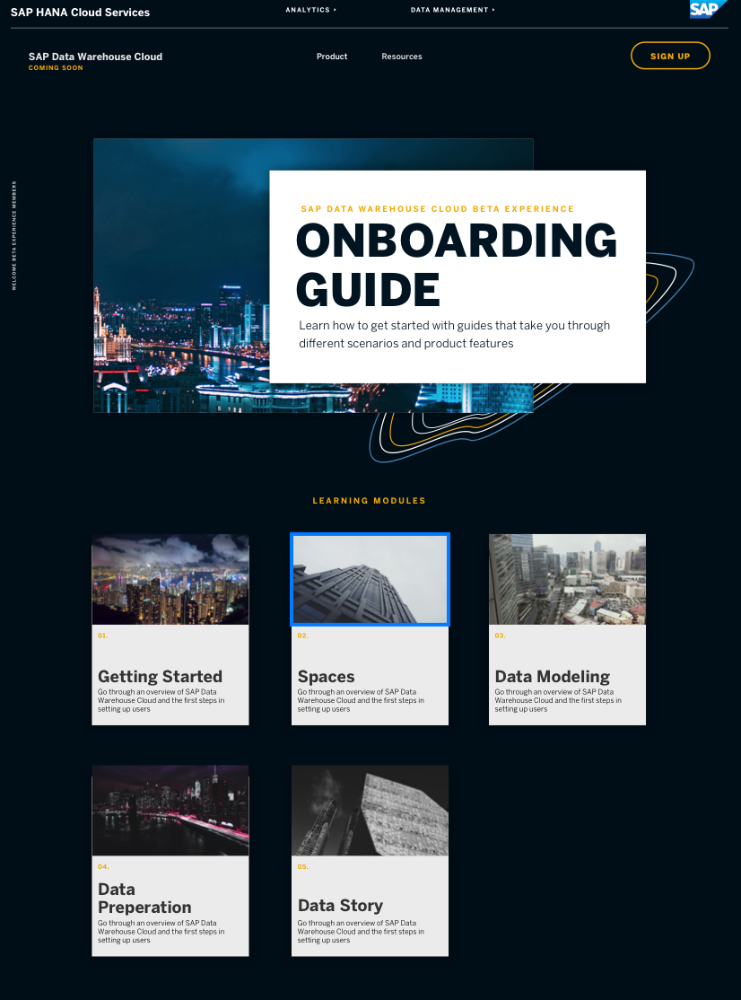 SAP HANA Cloud Services
ANALYTICS
DATA MANAGEMENT
SAP
SAP Data Warehouse Cloud
COMING SOON
Product
Resources
SIGN UP
WELCOME BETA EXPERIENCE MEMBERS
SAP DATA WAREHOUSE CLOUD BETA EXPERIENCE
ONBOARDING
GUIDE
Learn how to get started with guides that take you through
different scenarios and product features
LEARNING MODULES
01.
Getting Started
Go through an overview of SAP Data
Warehouse Cloud and the first steps in
setting up users
02.
Spaces
Go through an overview of SAP Data
Warehouse Cloud and the first steps in
setting up users
03.
Data Modeling
Go through an overview of SAP Data
Warehouse Cloud and the first steps in
setting up users
04.
Data
Preperation
Go through an overview of SAP Data
Warehouse Cloud and the first steps in
setting up users
05.
Data Story
Go through an overview of SAP Data
Warehouse Cloud and the first steps in
setting up users